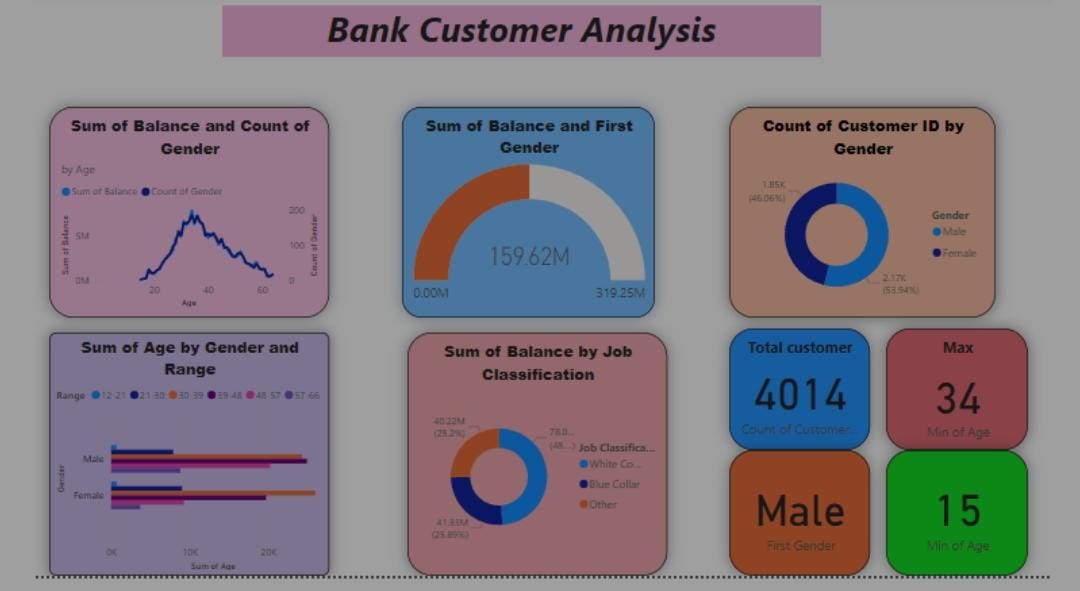 Bank Customer Analysis
Sum of Balance and Count of
Gender
by Age
Sum of Balance Count of Gender
Sum of Balance
5M
0M
200
100
0
Count of Gender
20 40 60
Age
Sum of Balance and First
Gender
159.62M
0.00M 319.25M
Count of Customer ID by
Gender
1.85K
(46.06%)
Gender
Male
Female
2.17K
(53.94%)
Sum of Age by Gender and
Range
Range 12-21 21-30 30-39 39-48 48-57 57-66
Gender
Male
Female
0K 10K 20K
Sum of Age
Sum of Balance by Job
Classification
40.22M
(25.2%)
78.0...
(48....)
Job Classifica...
White Co...
Blue Collar
Other
41.33M
(25.89%)
Total customer
4014
Count of Customer...
Max
34
Min of Age
Male
First Gender
15
Min of Age